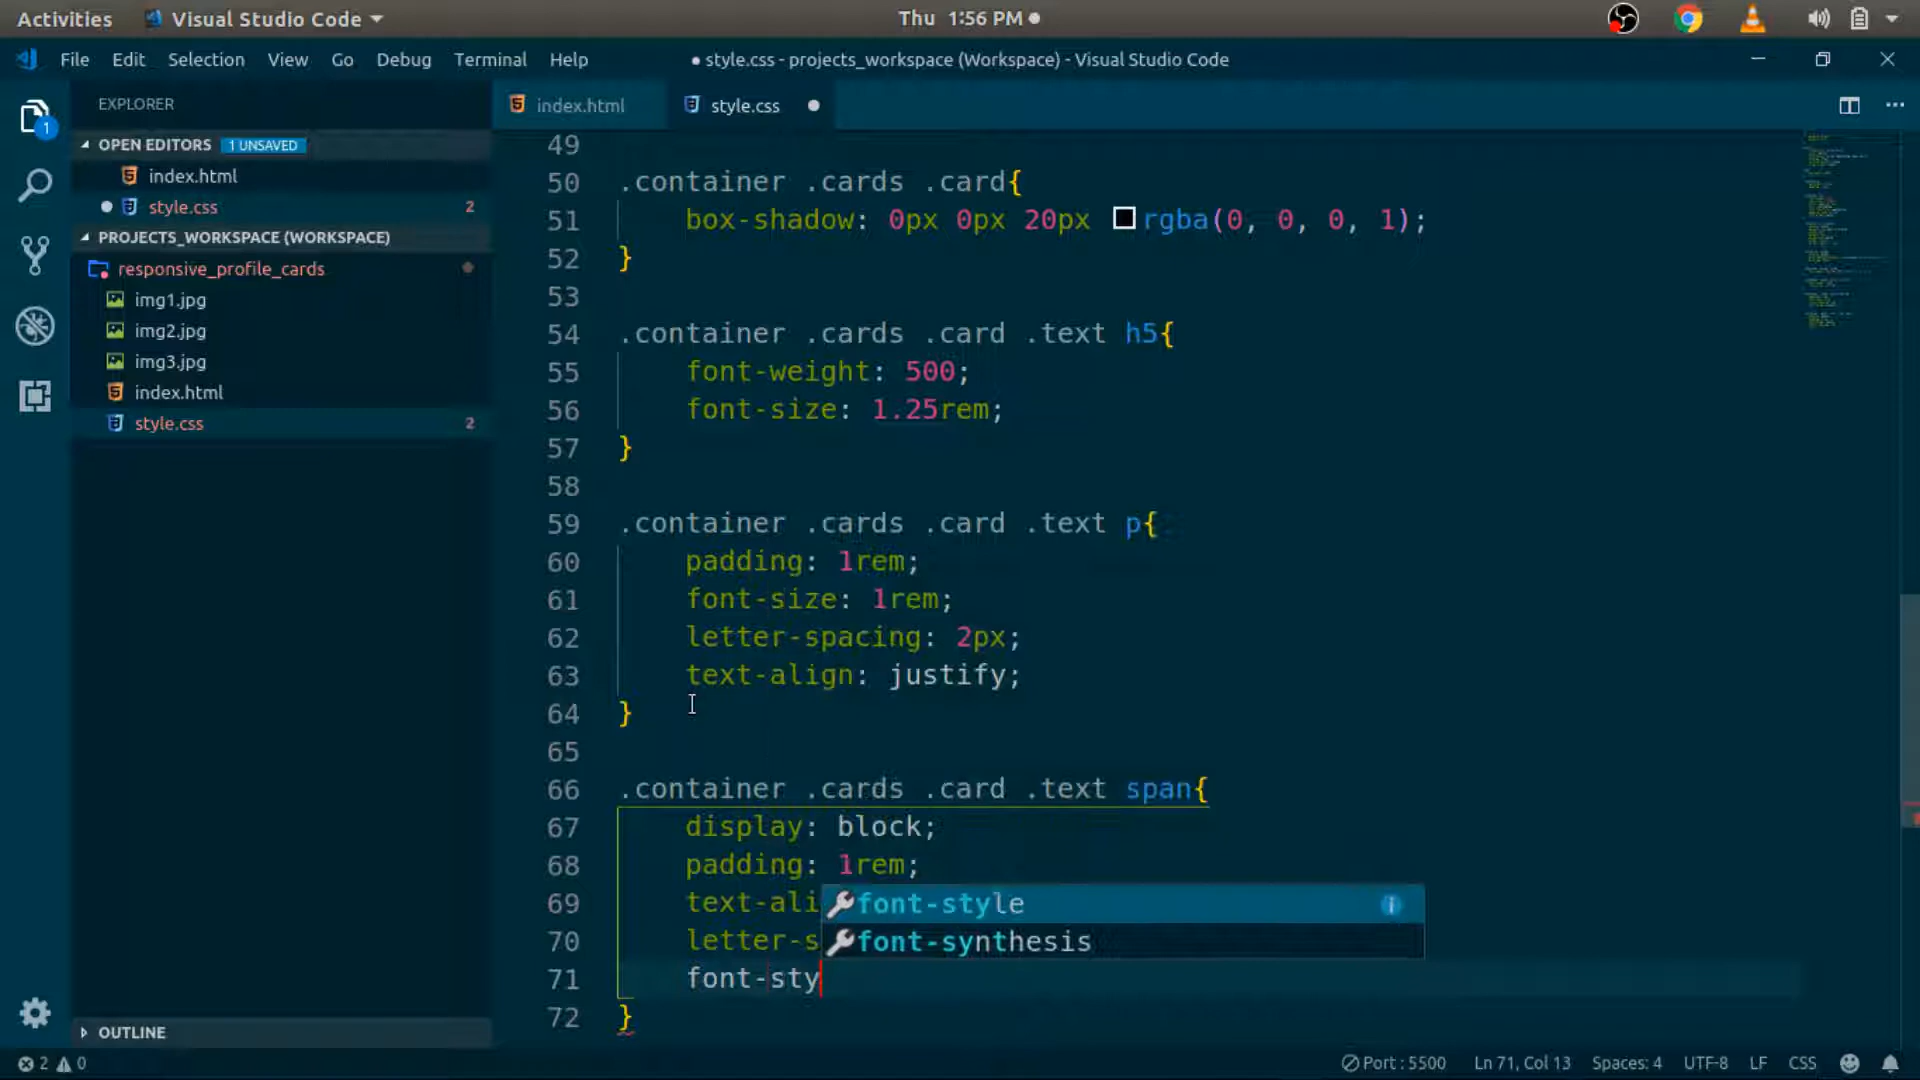 Activities Visual Studio Code Thu 1:56 PM
File Edit Selection View Go Debug Terminal Help ● style.css - projects_workspace (Workspace) - Visual Studio Code
EXPLORER index.html style.css
OPEN EDITORS 1 UNSAVED
index.html
style.css 2
PROJECTS_WORKSPACE (WORKSPACE)
responsive_profile_cards
img1.jpg
img2.jpg
img3.jpg
index.html
style.css 2
OUTLINE
1
49
50 .container .cards .card{
51 box-shadow: 0px 0px 20px rgba(0, 0, 0, 1);
52 }
53
54 .container .cards .card .text h5{
55 font-weight: 500;
56 font-size: 1.25rem;
57 }
58
59 .container .cards .card .text p{
60 padding: 1rem;
61 font-size: 1rem;
62 letter-spacing: 2px;
63 text-align: justify;
64 }
65
66 .container .cards .card .text span{
67 display: block;
68 padding: 1rem;
69 text-ali
70 letter-s
71 font-sty
72 }
font-style
font-synthesis
2 0 Port : 5500 Ln 71, Col 13 Spaces: 4 UTF-8 LF CSS